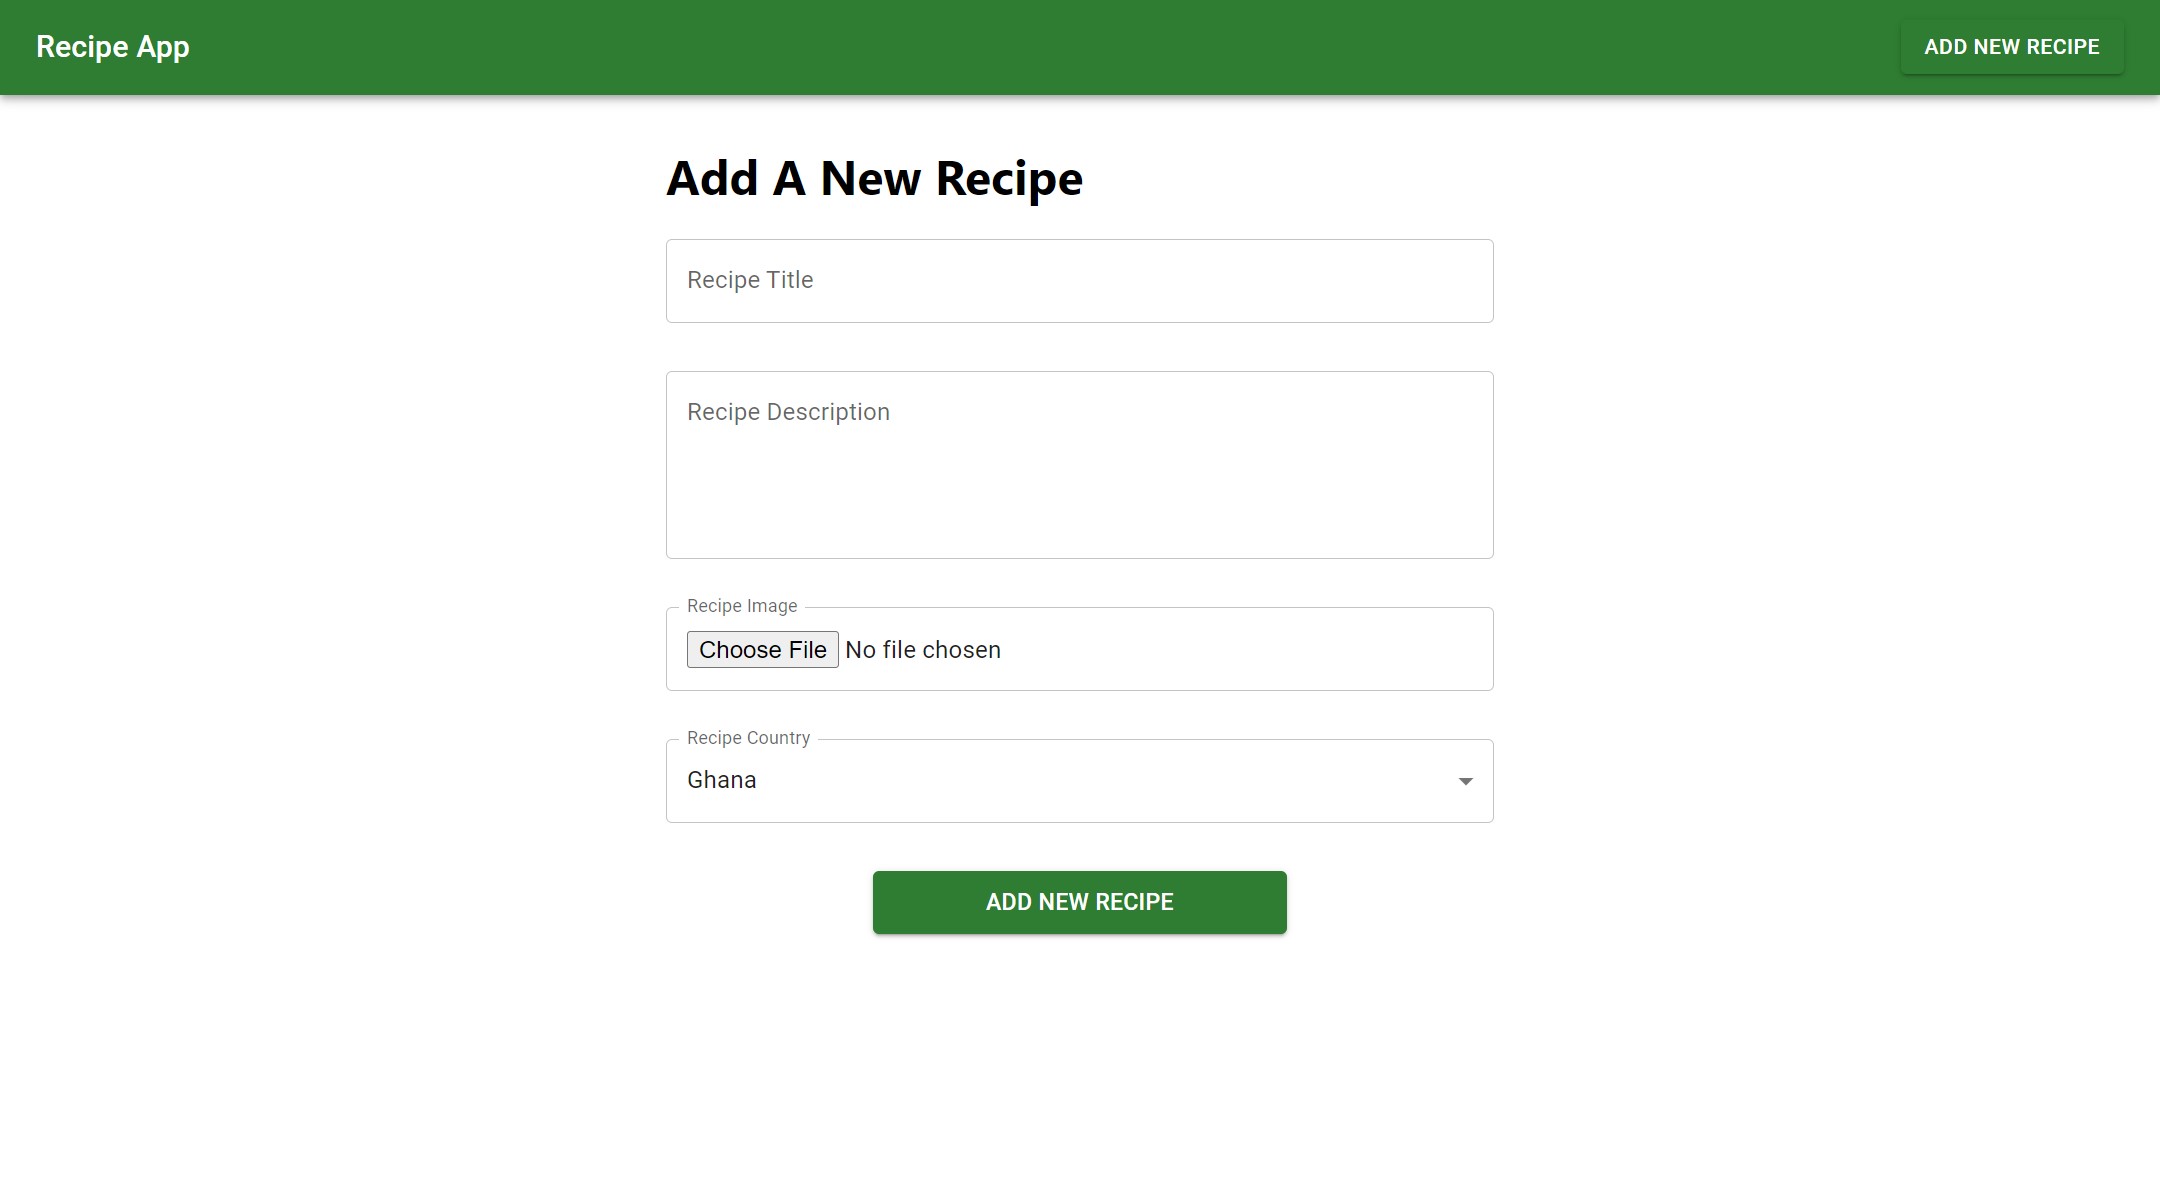 Recipe App
ADD NEW RECIPE
Add A New Recipe
Recipe Title
Recipe Description
Recipe Image
Choose File No file chosen
Recipe Country
Ghana
ADD NEW RECIPE